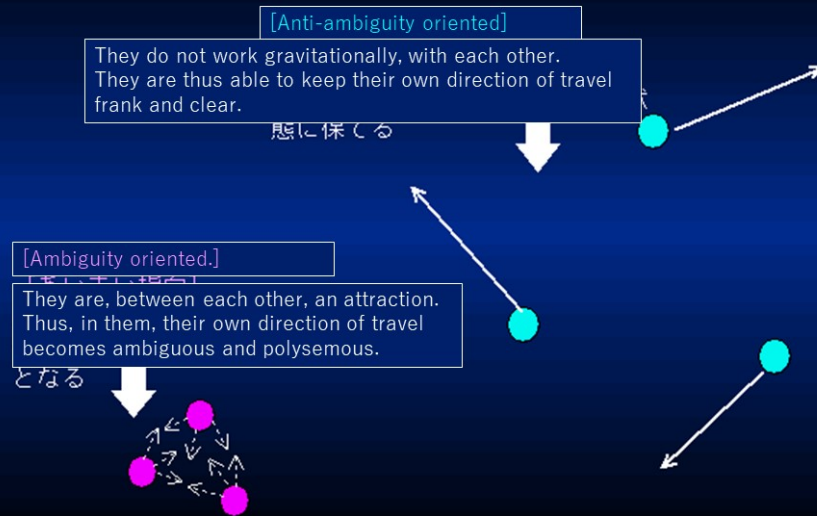 [Anti-ambiguity oriented]
They do not work gravitationally, with each other.
They are thus able to keep their own direction of travel
frank and clear.
態に保てる
[Ambiguity oriented.]
They are, between each other, an attraction.
Thus, in them, their own direction of travel
becomes ambiguous and polysemous.
となる